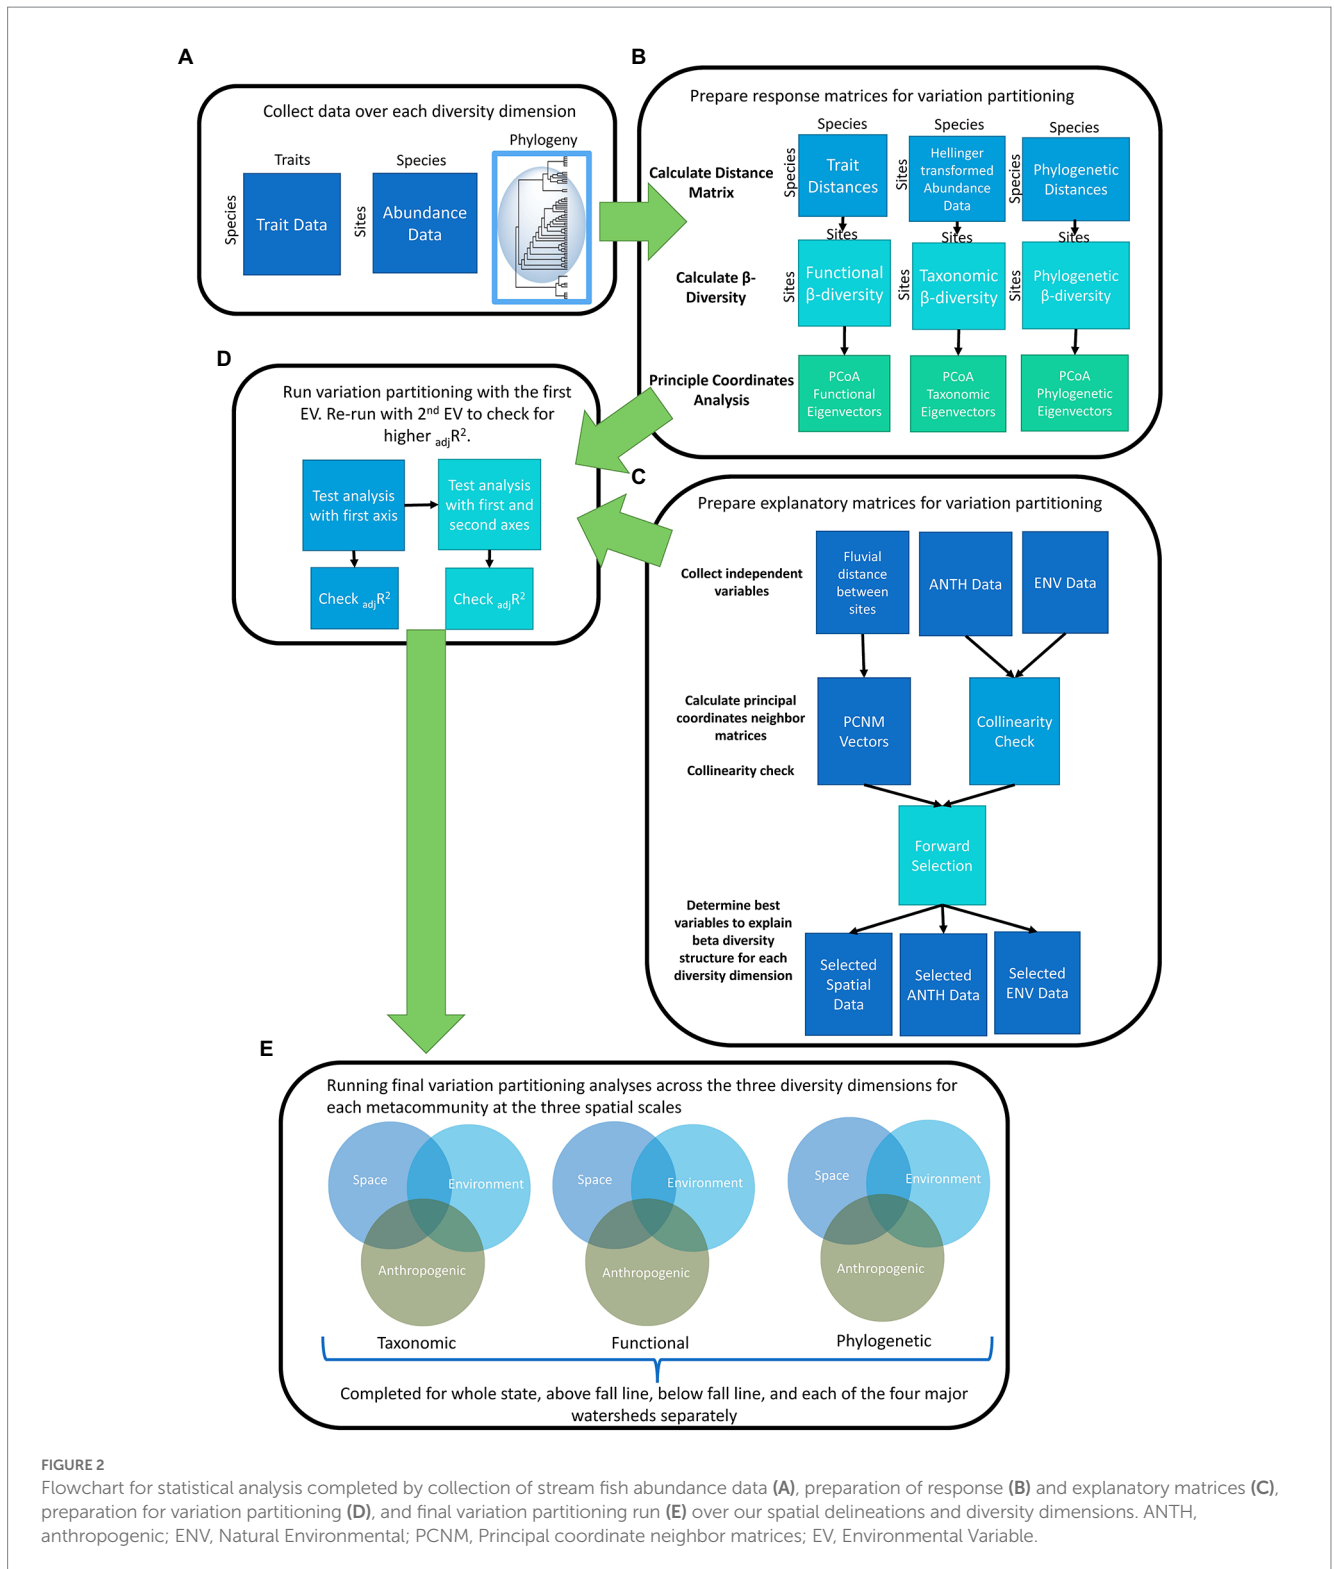 A
Collect data over each diversity dimension
Traits
Species
Trait Data
Species
Sites
Abundance
Data
Phylogeny
B
Prepare response matrices for variation partitioning
Calculate Distance
Matrix
Species
Species
Trait
Distances
Species
Sites
Hellinger
transformed
Abundance
Data
Species
Species
Phylogenetic
Distances
Calculate β-
Diversity
Sites
Sites
Functional
β-diversity
Sites
Sites
Taxonomic
β-diversity
Sites
Sites
Phylogenetic
β-diversity
Principle Coordinates
Analysis
PCoA
Functional
Eigenvectors
PCoA
Taxonomic
Eigenvectors
PCoA
Phylogenetic
Eigenvectors
D
Run variation partitioning with the first
EV. Re-run with 2nd EV to check for
higher adjR2.
Test analysis
with first axis
Test analysis
with first and
second axes
Check adjR2
Check adjR2
C
Prepare explanatory matrices for variation partitioning
Collect independent
variables
Fluvial
distance
between
sites
ANTH Data
ENV Data
Calculate principal
coordinates neighbor
matrices
Collinearity check
PCNM
Vectors
Collinearity
Check
Forward
Selection
Determine best
variables to explain
beta diversity
structure for each
diversity dimension
Selected
Spatial
Data
Selected
ANTH Data
Selected
ENV Data
E
Running final variation partitioning analyses across the three diversity dimensions for
each metacommunity at the three spatial scales
Space
Environment
Anthropogenic
Taxonomic
Space
Environment
Anthropogenic
Functional
Space
Environment
Anthropogenic
Phylogenetic
Completed for whole state, above fall line, below fall line, and each of the four major
watersheds separately
FIGURE 2
Flowchart for statistical analysis completed by collection of stream fish abundance data (A), preparation of response (B) and explanatory matrices (C),
preparation for variation partitioning (D), and final variation partitioning run (E) over our spatial delineations and diversity dimensions. ANTH,
anthropogenic; ENV, Natural Environmental; PCNM, Principal coordinate neighbor matrices; EV, Environmental Variable.